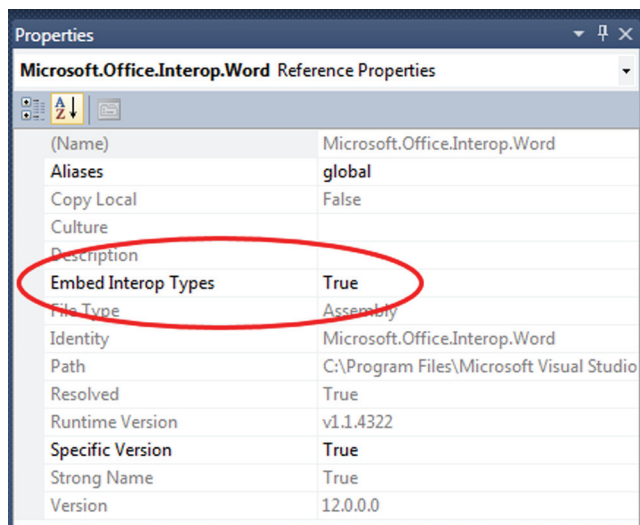 Properties
Microsoft.Office.Interop.Word Reference Properties
(Name) Microsoft.Office.Interop.Word
Aliases global
Copy Local False
Culture
Description
Embed Interop Types True
File Type Assembly
Identity Microsoft.Office.Interop.Word
Path C:\Program Files\Microsoft Visual Studio
Resolved True
Runtime Version v1.1.4322
Specific Version True
Strong Name True
Version 12.0.0.0